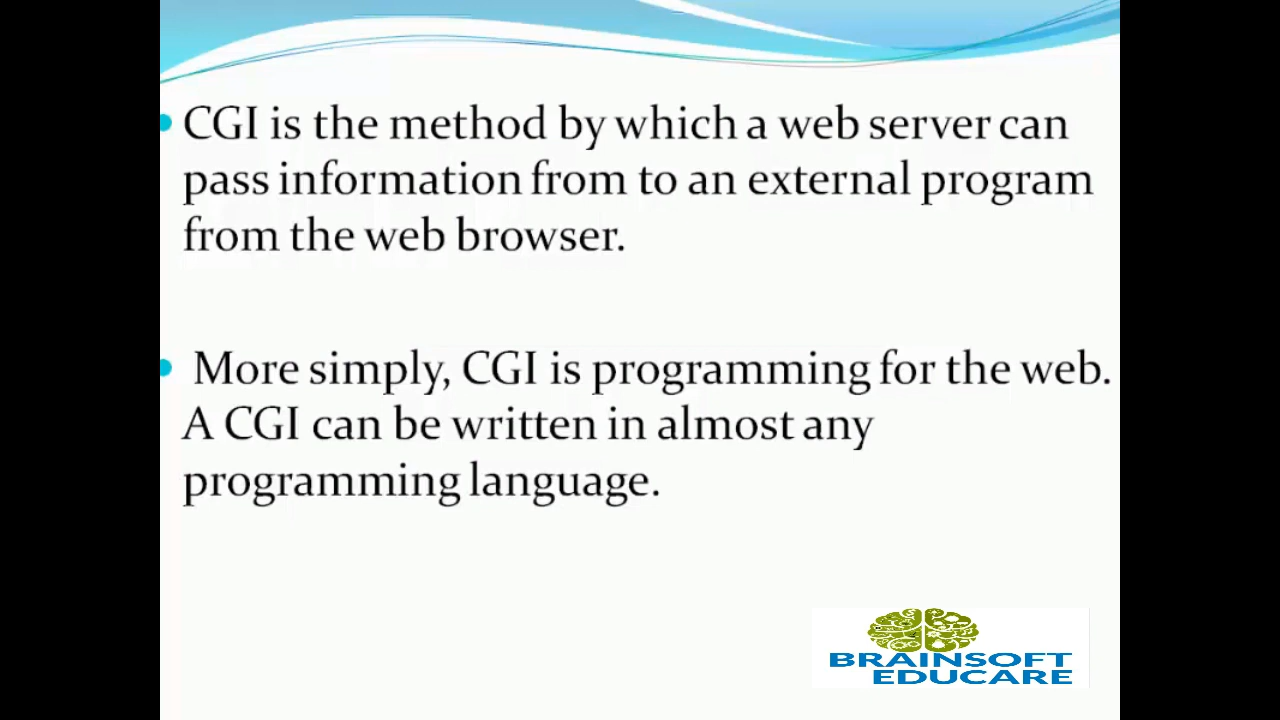 CGI is the method by which a web server can
pass information from to an external program
from the web browser.
More simply, CGI is programming for the web.
A CGI can be written in almost any
programming language.
BRAINSOFT
EDUCARE